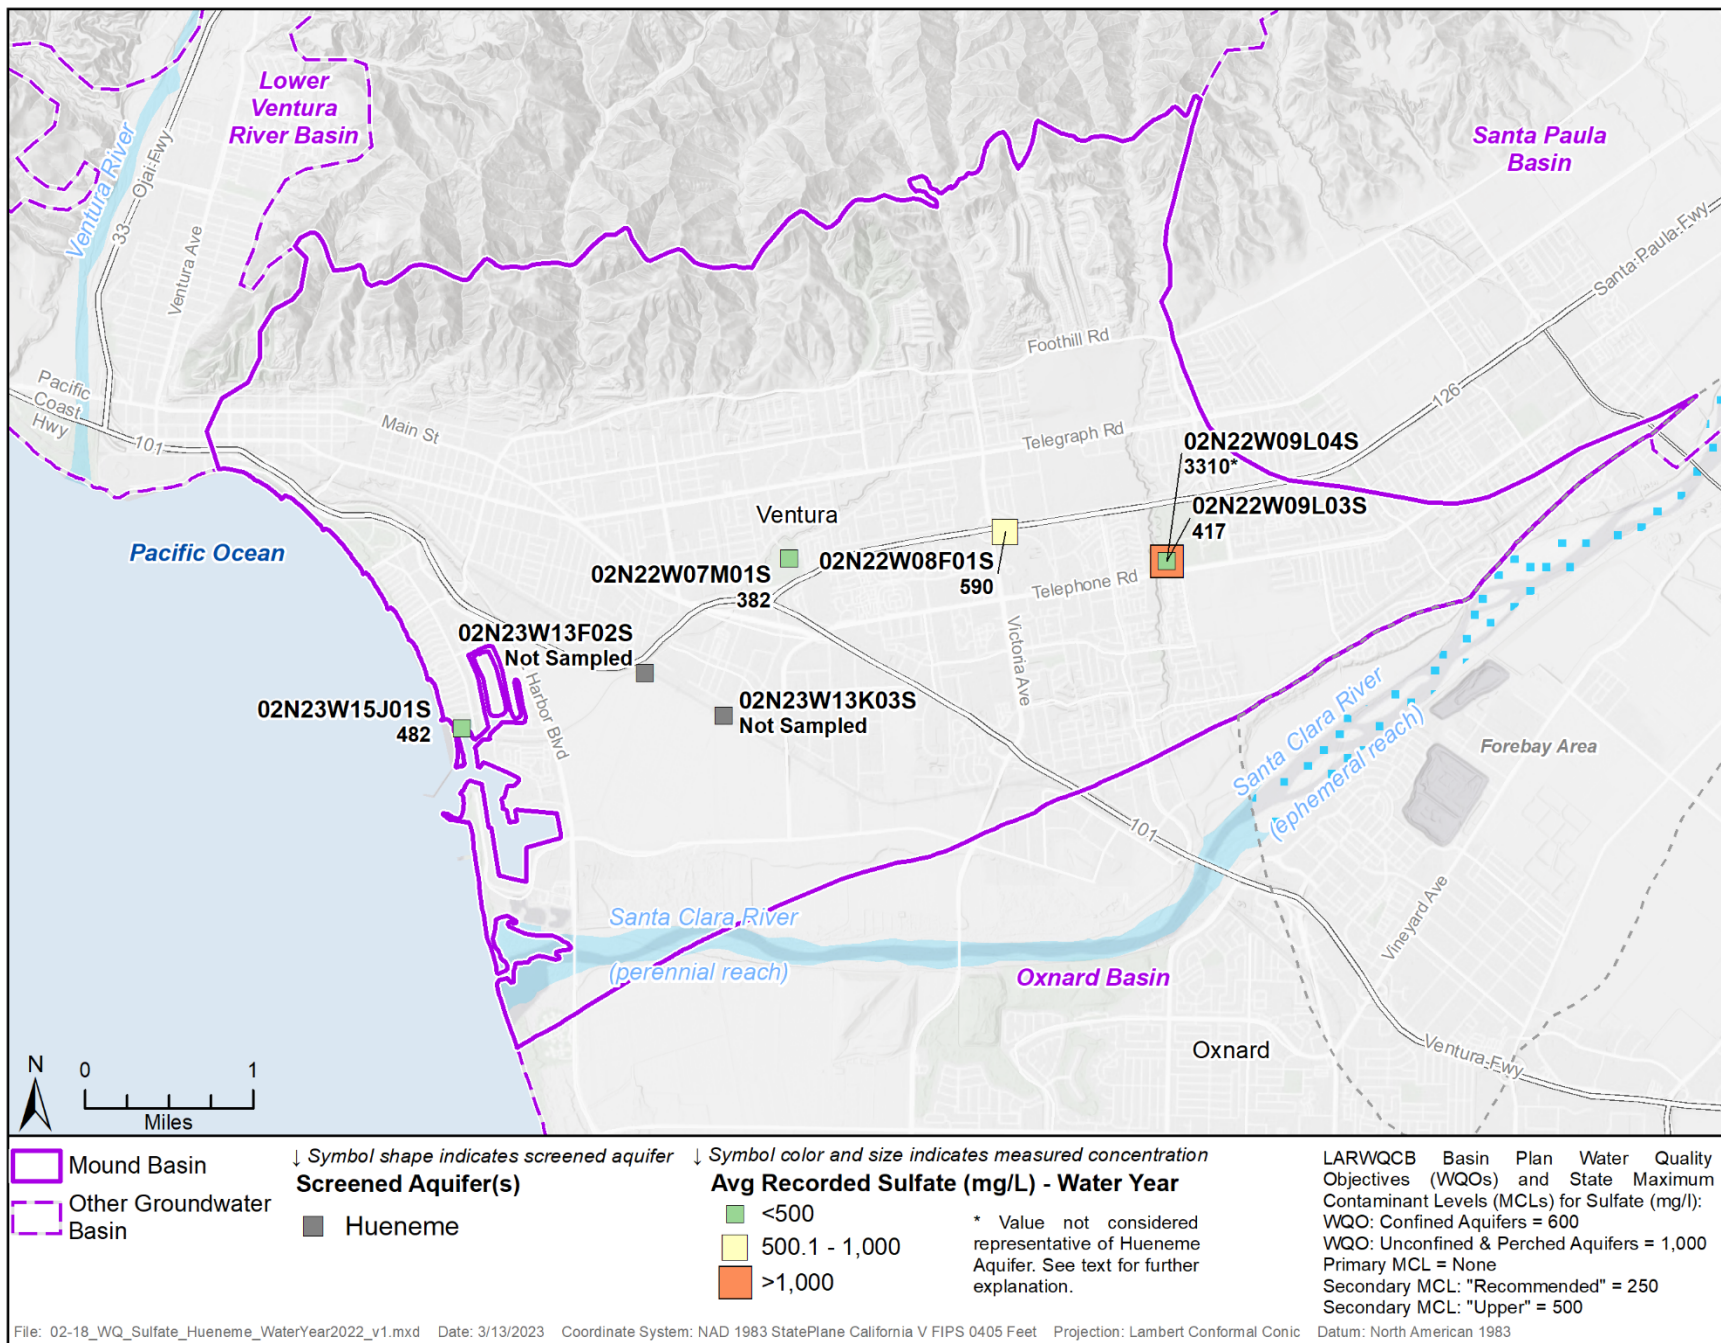 Lower
Ventura
River Basin
Santa Paula
Basin
Ventura River
33
Ojai Fwy
Ventura Ave
Santa Paula Fwy
Foothill Rd
126
Pacific
Coast
Hwy
101
Main St
Telegraph Rd
02N22W09L04S
3310*
02N22W09L03S
417
Ventura
Pacific Ocean
02N22W07M01S
382
02N22W08F01S
590
Telephone Rd
Victoria Ave
02N23W13F02S
Not Sampled
02N23W13K03S
Not Sampled
02N23W15J01S
482
Harbor Blvd
Santa Clara River
(ephemeral reach)
Forebay Area
101
Vineyard Ave
Santa Clara River
(perennial reach)
Oxnard Basin
Oxnard
Ventura Fwy
N
0 1
Miles
Mound Basin
Other Groundwater
Basin
↓ Symbol shape indicates screened aquifer
Screened Aquifer(s)
Hueneme
↓ Symbol color and size indicates measured concentration
Avg Recorded Sulfate (mg/L) - Water Year
<500
500.1 - 1,000
>1,000
* Value not considered
representative of Hueneme
Aquifer. See text for further
explanation.
LARWQCB Basin Plan Water Quality
Objectives (WQOs) and State Maximum
Contaminant Levels (MCLs) for Sulfate (mg/l):
WQO: Confined Aquifers = 600
WQO: Unconfined & Perched Aquifers = 1,000
Primary MCL = None
Secondary MCL: "Recommended" = 250
Secondary MCL: "Upper" = 500
File: 02-18_WQ_Sulfate_Hueneme_WaterYear2022_v1.mxd Date: 3/13/2023 Coordinate System: NAD 1983 StatePlane California V FIPS 0405 Feet Projection: Lambert Conformal Conic Datum: North American 1983